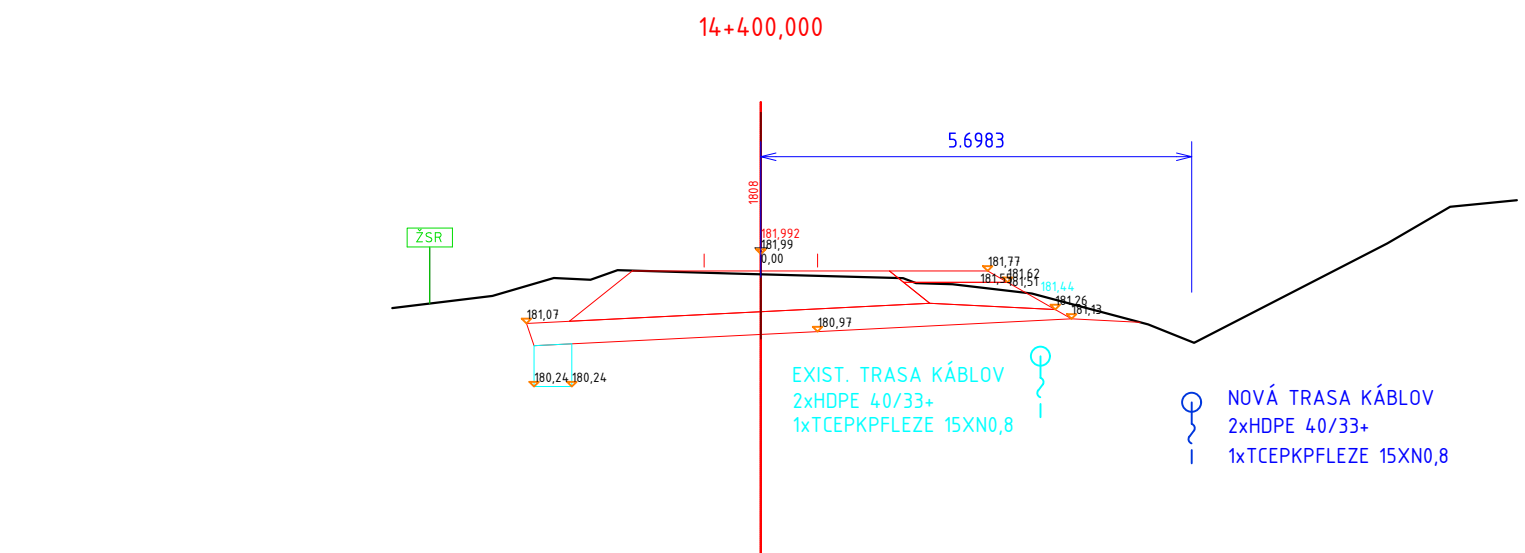 14+400,000
5.6983
1808
181,992
181,99
0,00
ŽSR
181,77
181,62
181,51
181,44
181,26
181,13
181,07
180,97
180,24
180,24
EXIST. TRASA KÁBLOV
2xHDPE 40/33+
1xTCEPKPFLEZE 15XN0,8
NOVÁ TRASA KÁBLOV
2xHDPE 40/33+
1xTCEPKPFLEZE 15XN0,8